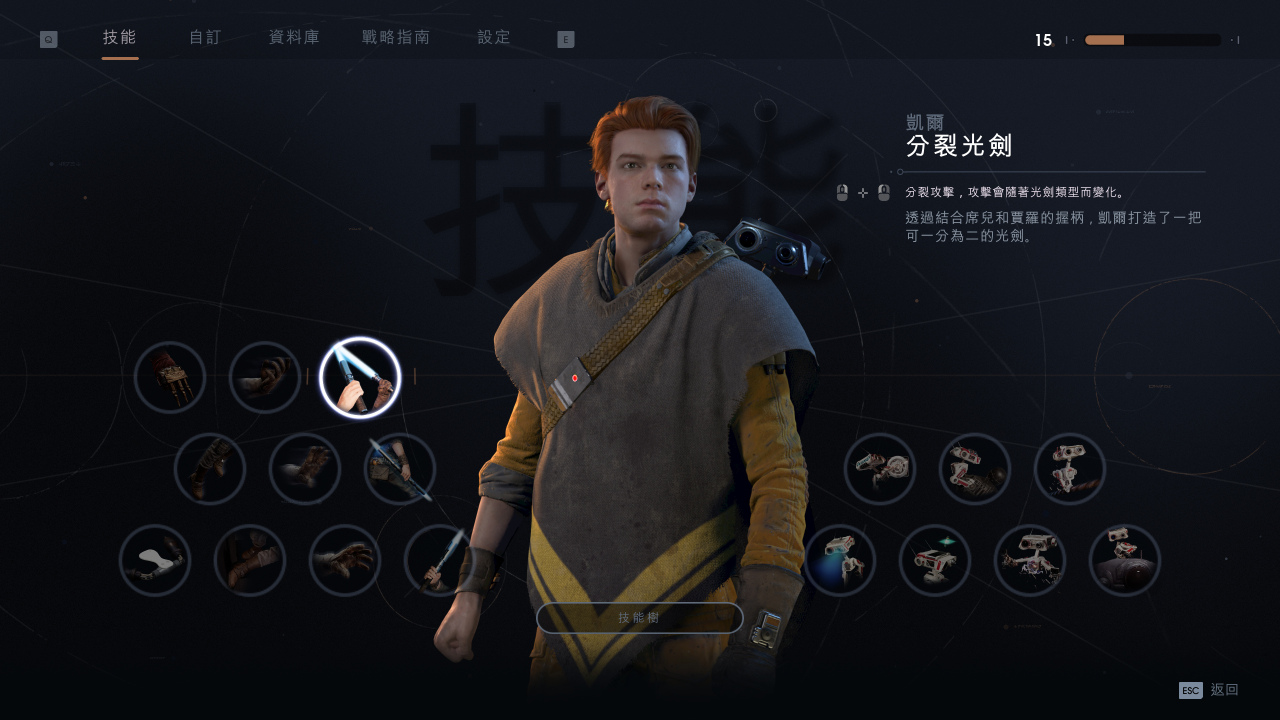 Q 技能 自訂 資料庫 戰略指南 設定 E
15
技能
凱爾
分裂光劍
分裂攻擊，攻擊會隨著光劍類型而變化。
透過結合席兒和賈羅的握柄，凱爾打造了一把
可一分為二的光劍。
技能樹
ESC 返回